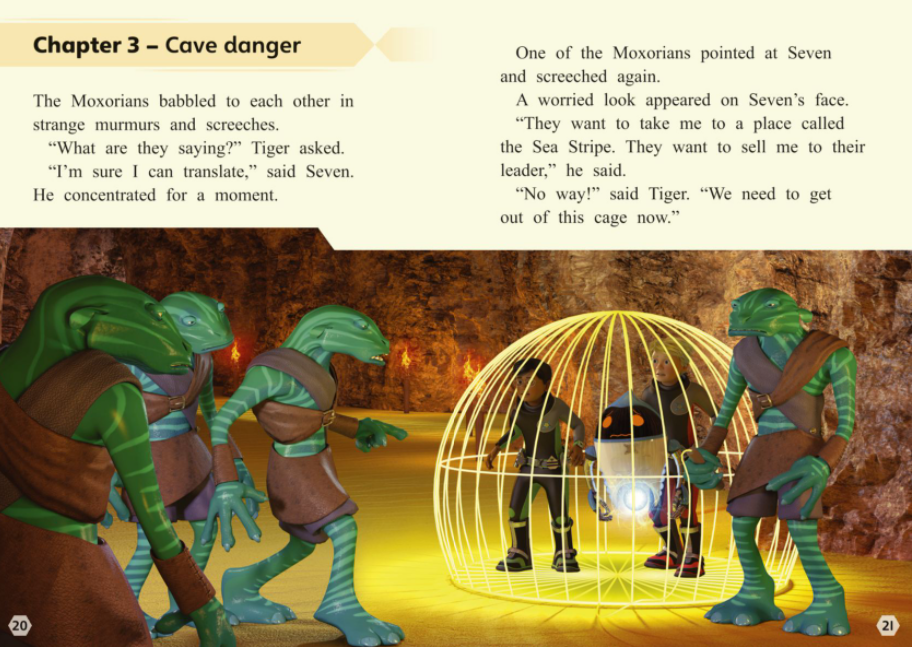 Chapter 3 – Cave danger
The Moxorians babbled to each other in
strange murmurs and screeches.
“What are they saying?” Tiger asked.
“I’m sure I can translate,” said Seven.
He concentrated for a moment.
One of the Moxorians pointed at Seven
and screeched again.
A worried look appeared on Seven’s face.
“They want to take me to a place called
the Sea Stripe. They want to sell me to their
leader,” he said.
“No way!” said Tiger. “We need to get
out of this cage now.”
20
21